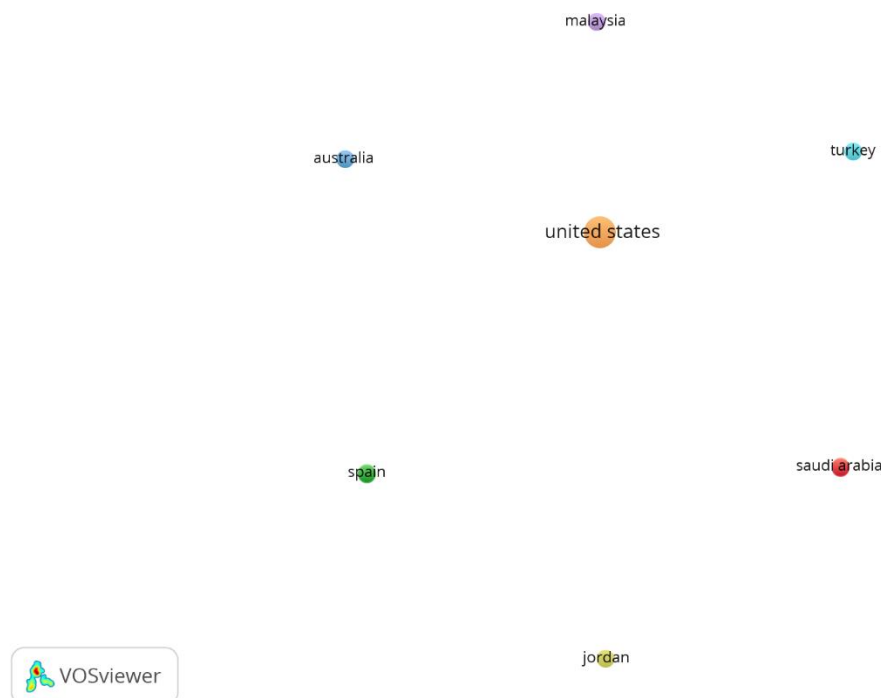 malaysia
australia
turkey
united states
spain
saudi arabia
jordan
VOSviewer